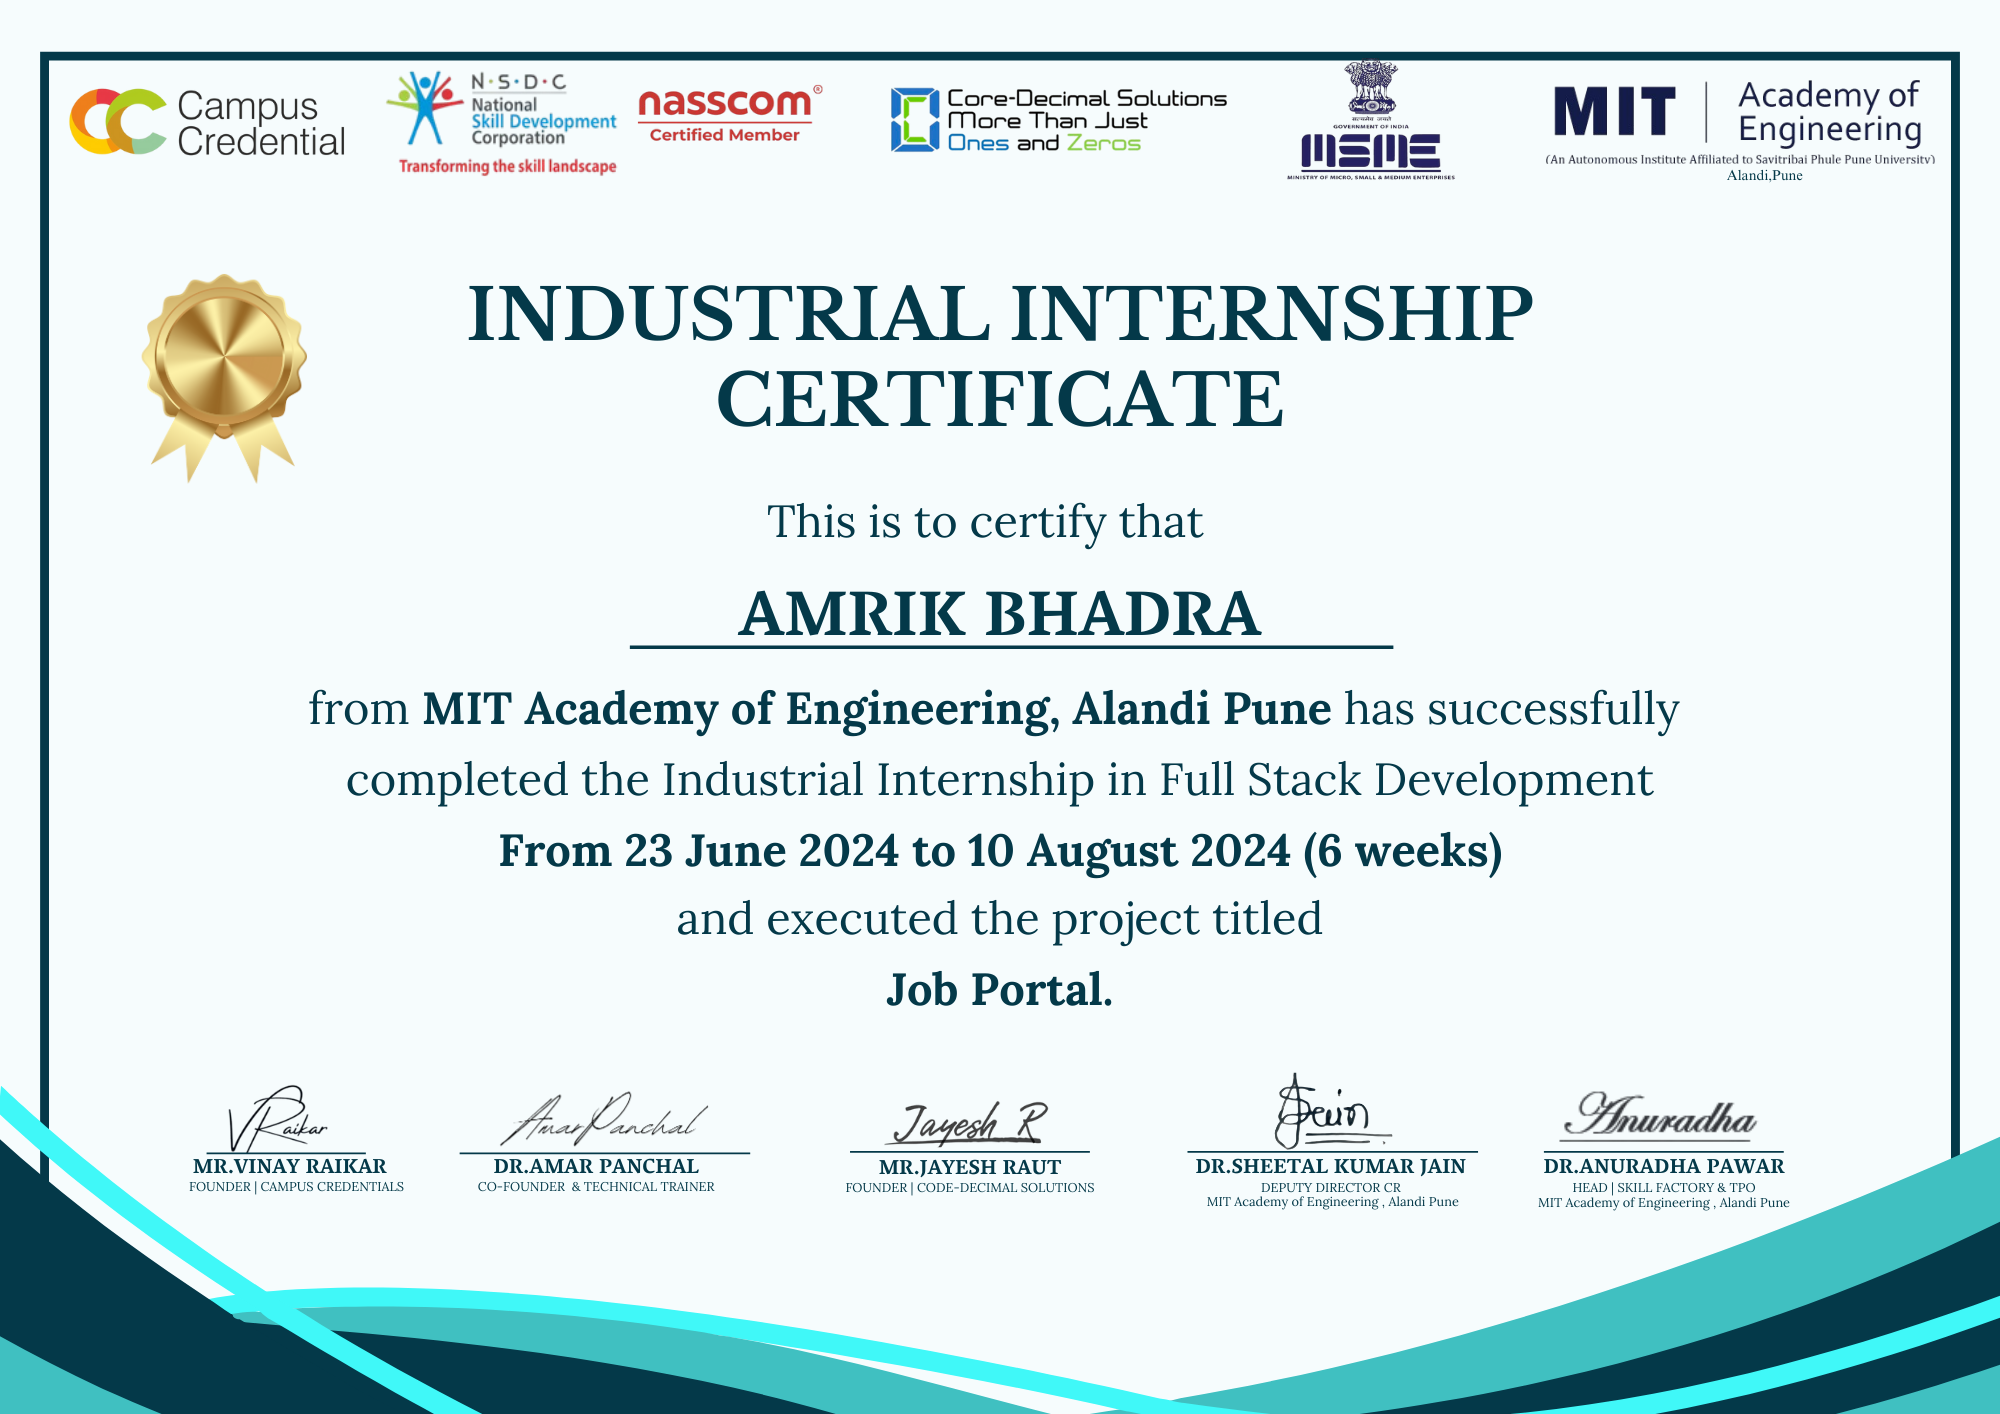 Campus
Credential
N·S·D·C
National
Skill Development
Corporation
Transforming the skill landscape
nasscom®
Certified Member
Core-Decimal Solutions
More Than Just
Ones and Zeros
सत्यमेव जयते
GOVERNMENT OF INDIA
MSME
MINISTRY OF MICRO, SMALL & MEDIUM ENTERPRISES
MIT
Academy of
Engineering
(An Autonomous Institute Affiliated to Savitribai Phule Pune University)
Alandi,Pune
INDUSTRIAL INTERNSHIP
CERTIFICATE
This is to certify that
AMRIK BHADRA
from MIT Academy of Engineering, Alandi Pune has successfully
completed the Industrial Internship in Full Stack Development
From 23 June 2024 to 10 August 2024 (6 weeks)
and executed the project titled
Job Portal.
VRaikar
AmarPanchal
Jayesh R
SJain
Anuradha
MR.VINAY RAIKAR
FOUNDER | CAMPUS CREDENTIALS
DR.AMAR PANCHAL
CO-FOUNDER & TECHNICAL TRAINER
MR.JAYESH RAUT
FOUNDER | CODE-DECIMAL SOLUTIONS
DR.SHEETAL KUMAR JAIN
DEPUTY DIRECTOR CR
MIT Academy of Engineering , Alandi Pune
DR.ANURADHA PAWAR
HEAD | SKILL FACTORY & TPO
MIT Academy of Engineering , Alandi Pune